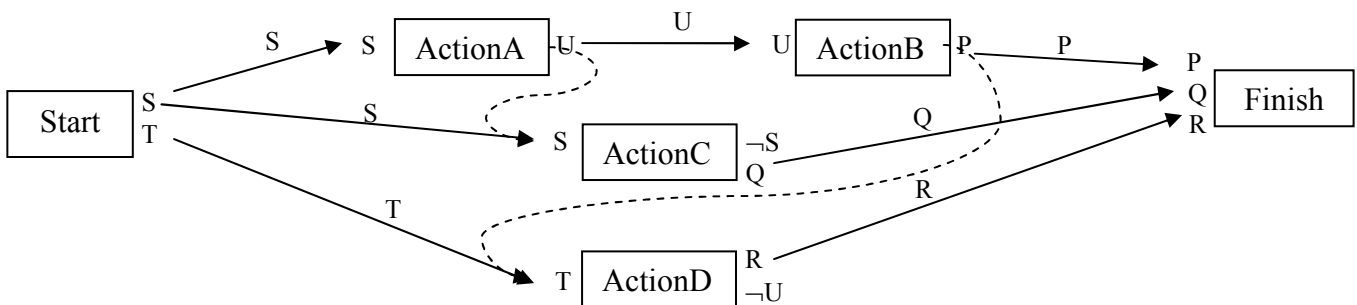 U
S
S ActionA U
U ActionB P
P
P
S
Start
T
S
Q
Q
R
Finish
S ActionC ¬S
Q
T
R
T ActionD R
¬U